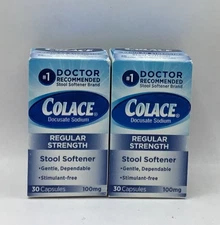 #1 DOCTOR
RECOMMENDED
Stool Softener Brand
COLACE®
Docusate Sodium
REGULAR
STRENGTH
Stool Softener
• Gentle, Dependable
• Stimulant-free
30 Capsules 100mg
#1 DOCTOR
RECOMMENDED
Stool Softener Brand
COLACE®
Docusate Sodium
REGULAR
STRENGTH
Stool Softener
• Gentle, Dependable
• Stimulant-free
30 Capsules 100mg